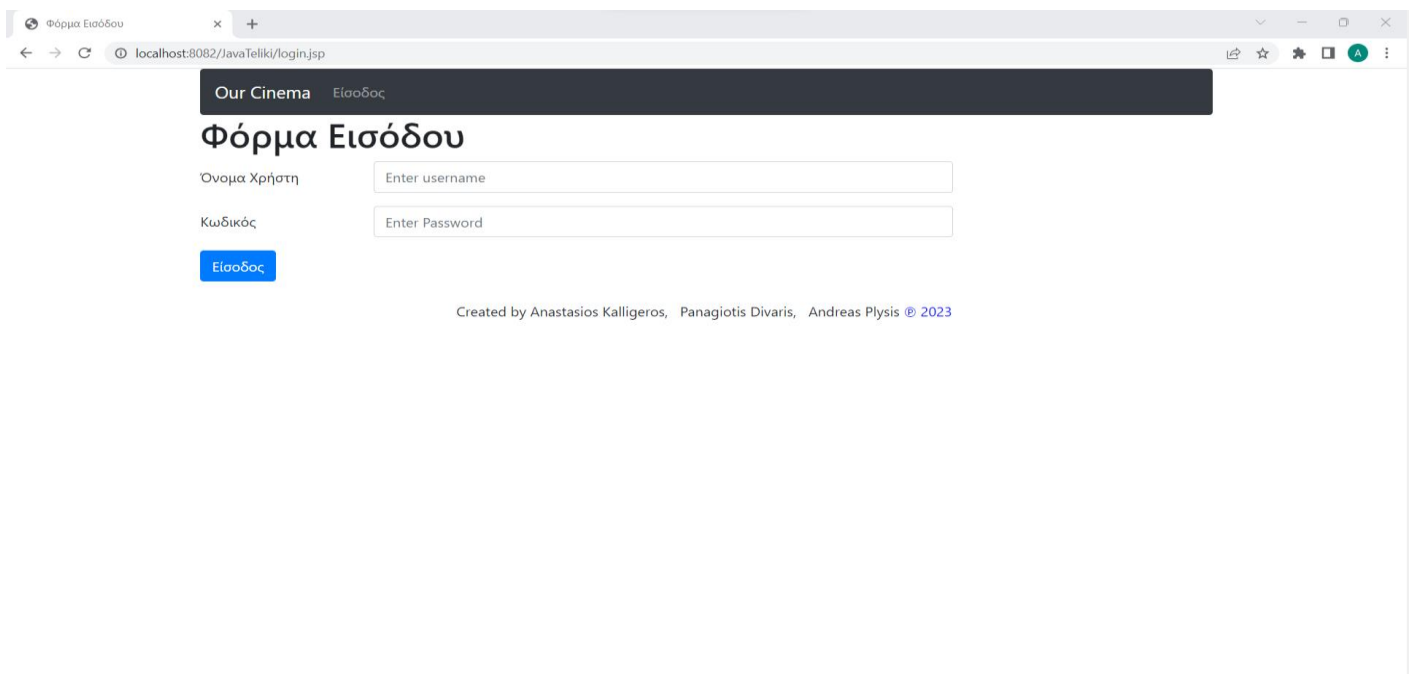 Φόρμα Εισόδου
localhost:8082/JavaTeliki/login.jsp
A
Our Cinema Είσοδος
Φόρμα Εισόδου
Όνομα Χρήστη Enter username
Κωδικός Enter Password
Είσοδος
Created by Anastasios Kalligeros, Panagiotis Divaris, Andreas Plysis ℗ 2023